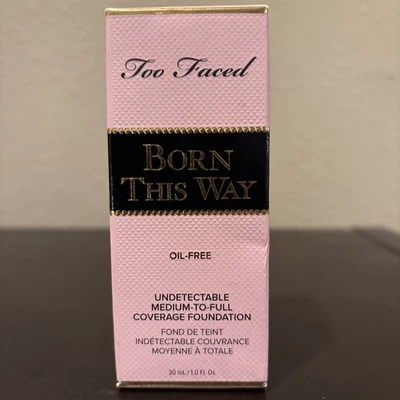 Too Faced
BORN
THIS WAY
OIL-FREE
UNDETECTABLE
MEDIUM-TO-FULL
COVERAGE FOUNDATION
FOND DE TEINT
INDÉTECTABLE COUVRANCE
MOYENNE À TOTALE
30 mL / 1.0 Fl. Oz.